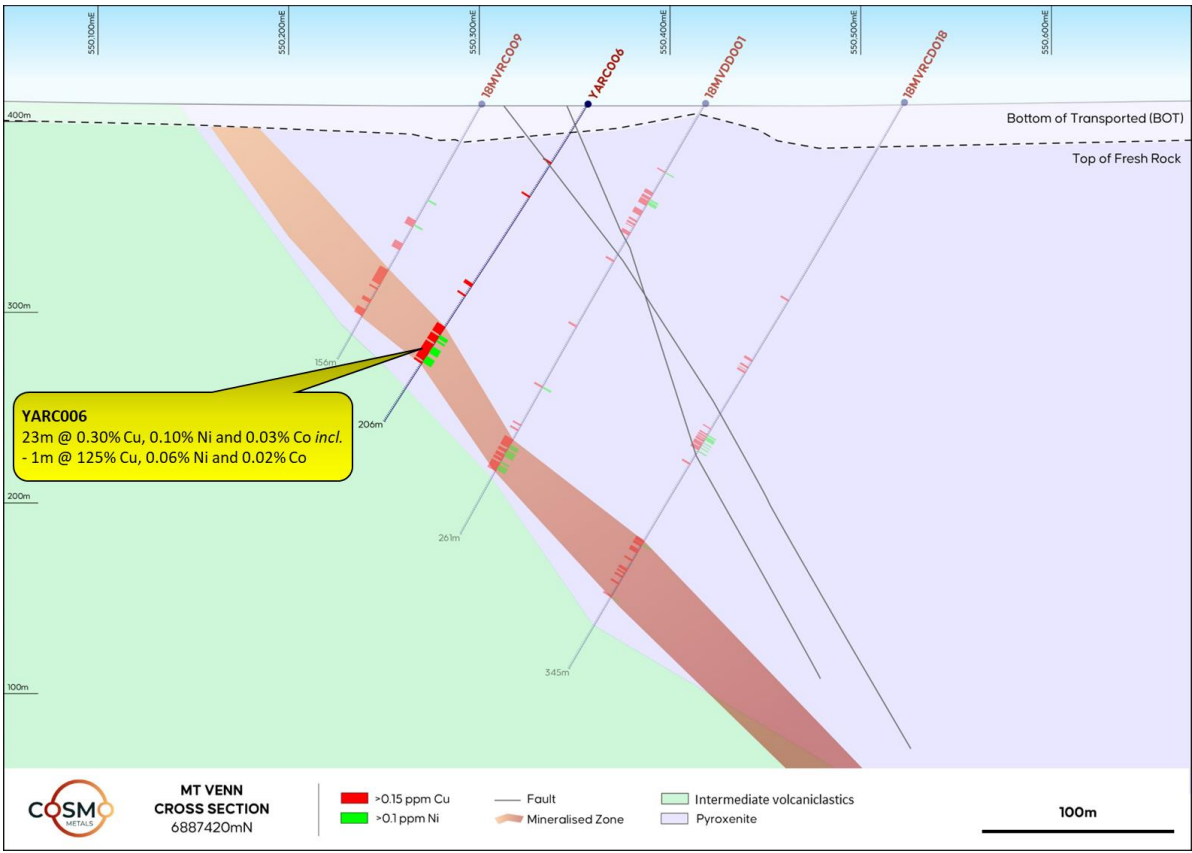 550.100mE
550.200mE
550.300mE
550.400mE
550.500mE
550.600mE
18MVRC009
YARC006
18MVDD001
18MVRCD018
400m
Bottom of Transported (BOT)
Top of Fresh Rock
300m
156m
YARC006
23m @ 0.30% Cu, 0.10% Ni and 0.03% Co incl.
- 1m @ 125% Cu, 0.06% Ni and 0.02% Co
206m
200m
261m
345m
100m
COSMO
METALS
MT VENN
CROSS SECTION
6887420mN
>0.15 ppm Cu
>0.1 ppm Ni
Fault
Mineralised Zone
Intermediate volcaniclastics
Pyroxenite
100m